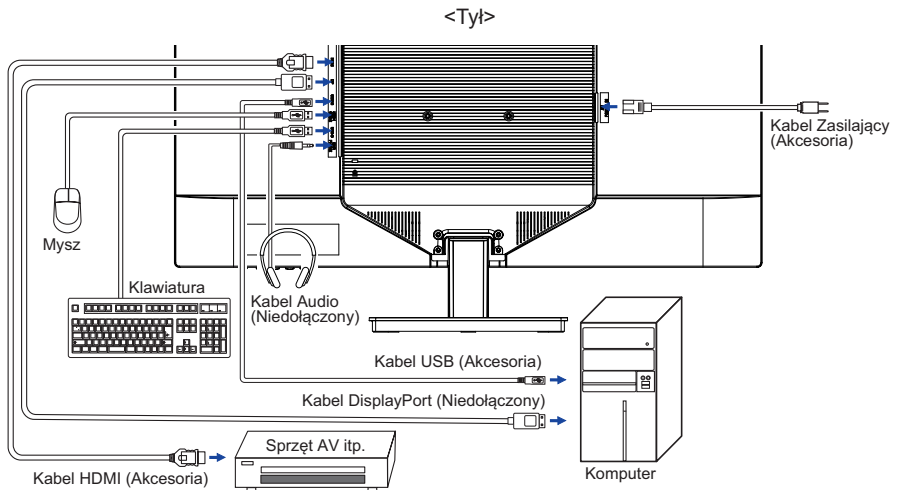 <Tył>
Kabel Zasilający
(Akcesoria)
Mysz
Klawiatura
Kabel Audio
(Niedołączony)
Kabel USB (Akcesoria)
Kabel DisplayPort (Niedołączony)
Sprzęt AV itp.
Kabel HDMI (Akcesoria)
Komputer